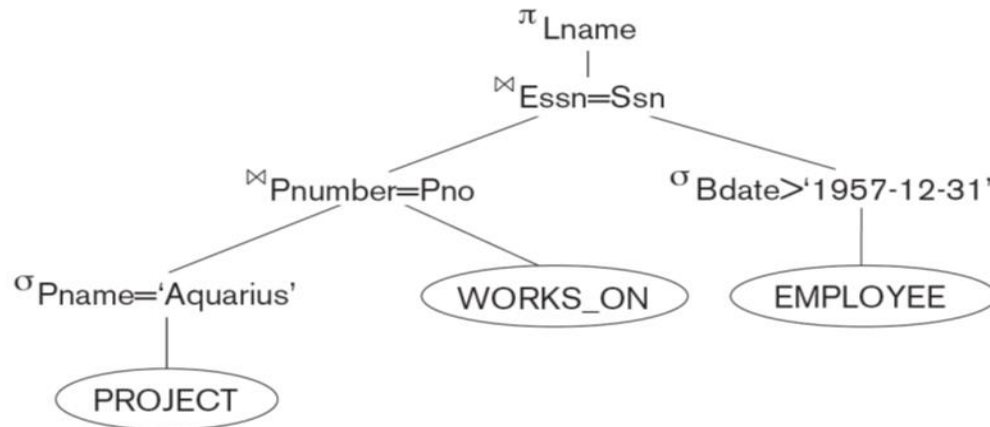 π Lname
⋈ Essn=Ssn
⋈ Pnumber=Pno
σ Bdate>‘1957-12-31’
σ Pname=‘Aquarius’
WORKS_ON
EMPLOYEE
PROJECT